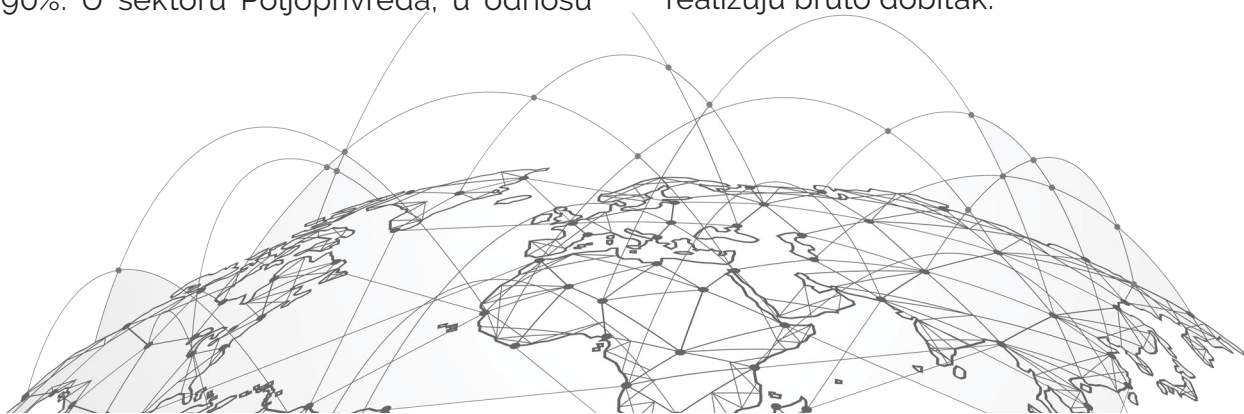 90%. U sektoru Poljoprivreda, u odnosu
realizuju bruto dobitak.